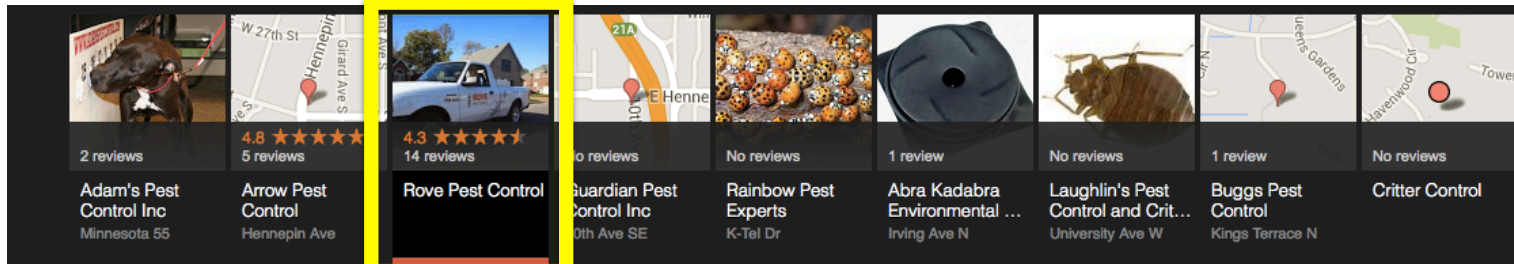 W 27th St
Hennepin
Girard Ave S
2 reviews
Adam's Pest
Control Inc
Minnesota 55
4.8
5 reviews
Arrow Pest
Control
Hennepin Ave
ROVE
4.3
14 reviews
Rove Pest Control
21A
E Henne
10th Av
o reviews
Guardian Pest
Control Inc
0th Ave SE
No reviews
Rainbow Pest
Experts
K-Tel Dr
1 review
Abra Kadabra
Environmental ...
Irving Ave N
No reviews
Laughlin's Pest
Control and Crit...
University Ave W
ueens Gardens
1 review
Buggs Pest
Control
Kings Terrace N
Havenwood Cir
Tower
No reviews
Critter Control